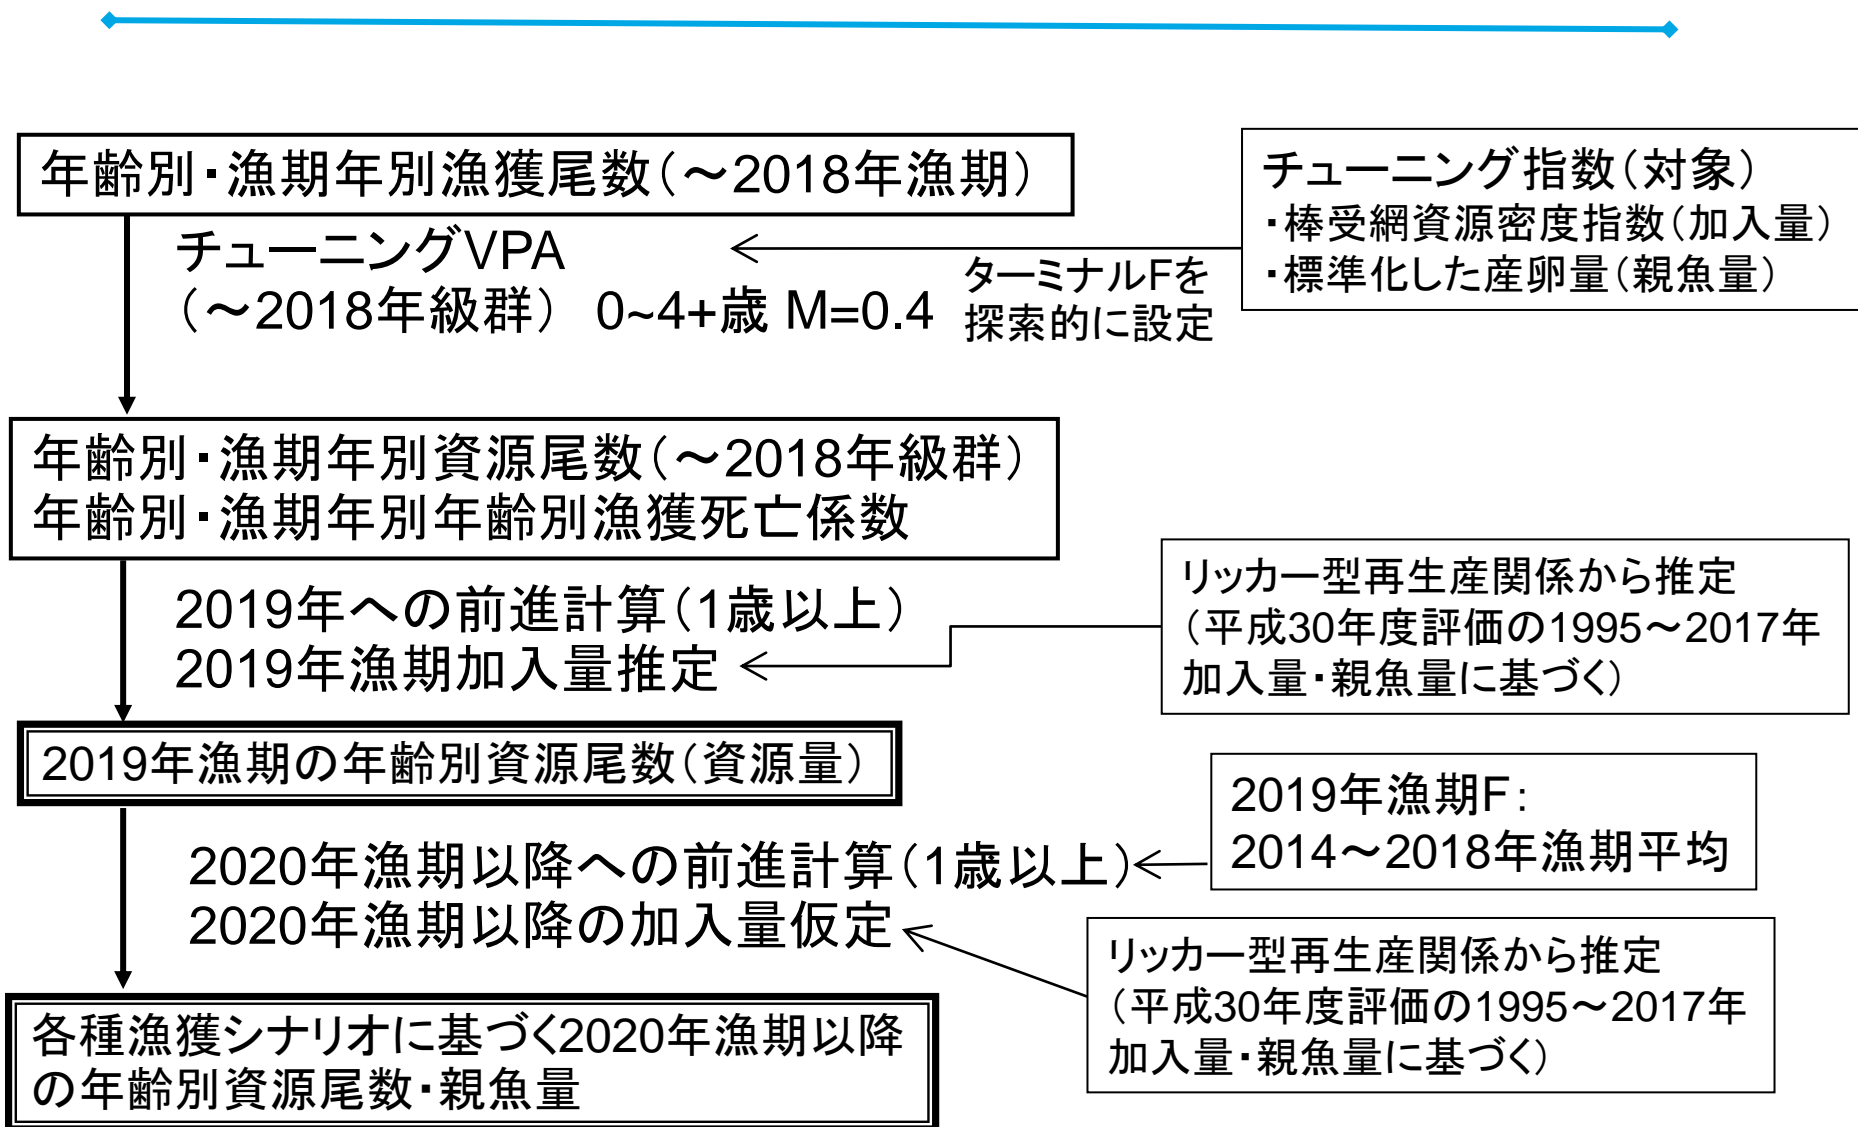 年齢別・漁期年別漁獲尾数（～2018年漁期）
チューニング指数（対象）
・棒受網資源密度指数（加入量）
・標準化した産卵量（親魚量）
チューニングVPA
（～2018年級群） 0~4+歳 M=0.4
ターミナルFを
探索的に設定
年齢別・漁期年別資源尾数（～2018年級群）
年齢別・漁期年別年齢別漁獲死亡係数
2019年への前進計算（1歳以上）
2019年漁期加入量推定
リッカー型再生産関係から推定
（平成30年度評価の1995～2017年
加入量・親魚量に基づく）
2019年漁期の年齢別資源尾数（資源量）
2019年漁期F：
2014～2018年漁期平均
2020年漁期以降への前進計算（1歳以上）
2020年漁期以降の加入量仮定
リッカー型再生産関係から推定
（平成30年度評価の1995～2017年
加入量・親魚量に基づく）
各種漁獲シナリオに基づく2020年漁期以降
の年齢別資源尾数・親魚量